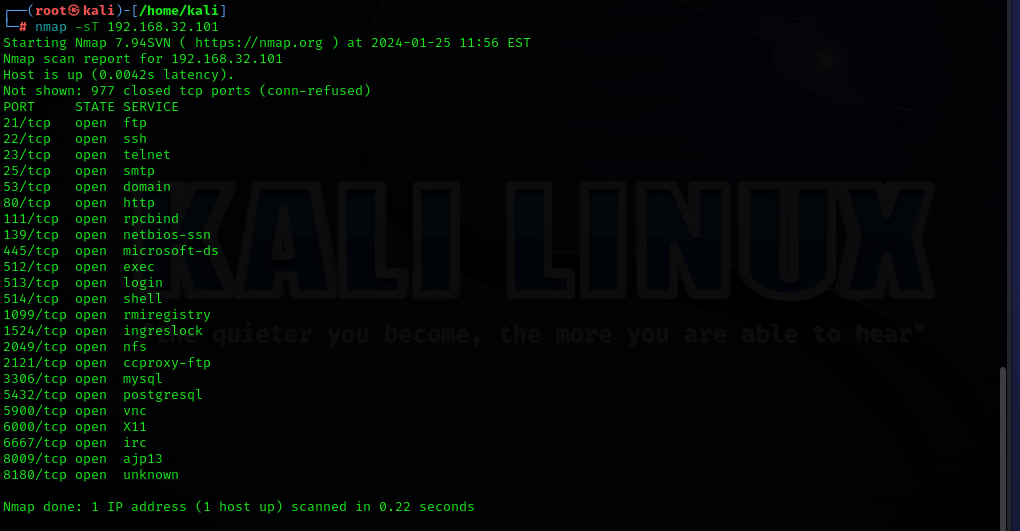 ┌──(root㉿kali)-[/home/kali]
└─# nmap -sT 192.168.32.101
Starting Nmap 7.94SVN ( https://nmap.org ) at 2024-01-25 11:56 EST
Nmap scan report for 192.168.32.101
Host is up (0.0042s latency).
Not shown: 977 closed tcp ports (conn-refused)
PORT     STATE SERVICE
21/tcp   open  ftp
22/tcp   open  ssh
23/tcp   open  telnet
25/tcp   open  smtp
53/tcp   open  domain
80/tcp   open  http
111/tcp  open  rpcbind
139/tcp  open  netbios-ssn
445/tcp  open  microsoft-ds
512/tcp  open  exec
513/tcp  open  login
514/tcp  open  shell
1099/tcp open  rmiregistry
1524/tcp open  ingreslock
2049/tcp open  nfs
2121/tcp open  ccproxy-ftp
3306/tcp open  mysql
5432/tcp open  postgresql
5900/tcp open  vnc
6000/tcp open  X11
6667/tcp open  irc
8009/tcp open  ajp13
8180/tcp open  unknown
Nmap done: 1 IP address (1 host up) scanned in 0.22 seconds
KALI LINUX
quieter you become, the more you are able to hear"